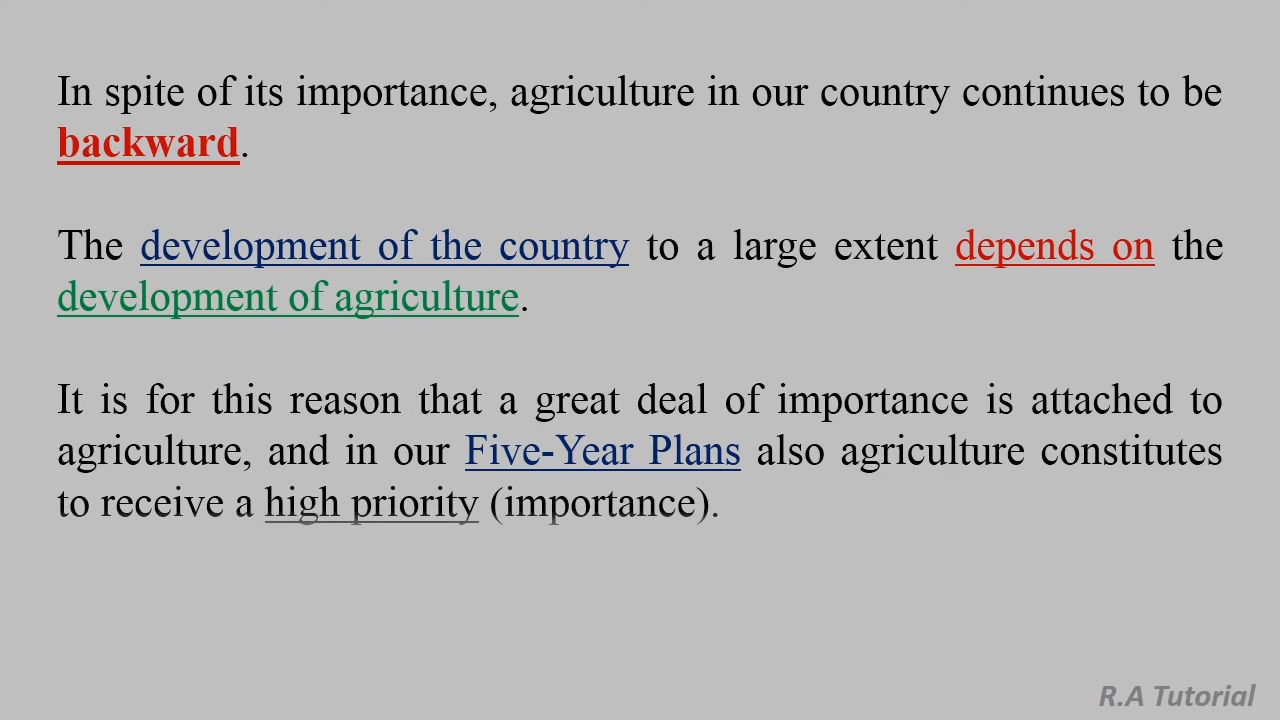 In spite of its importance, agriculture in our country continues to be
backward.
The development of the country to a large extent depends on the
development of agriculture.
It is for this reason that a great deal of importance is attached to
agriculture, and in our Five-Year Plans also agriculture constitutes
to receive a high priority (importance).
R.A Tutorial